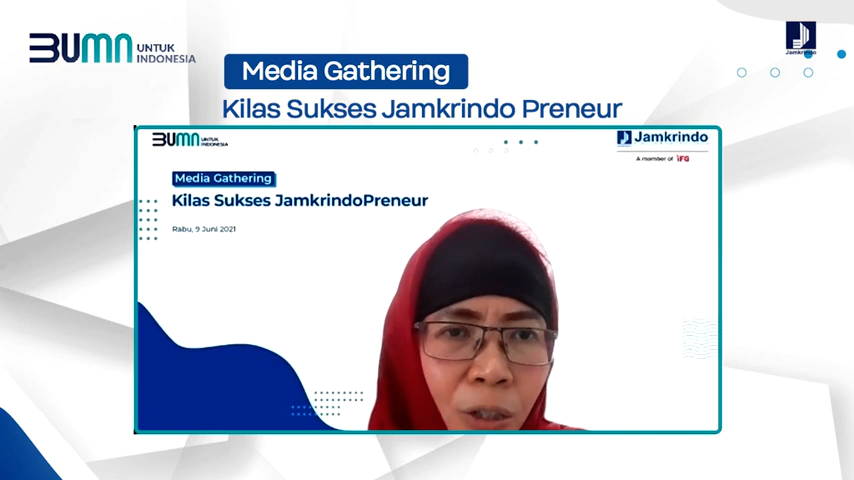 BUMN UNTUK
INDONESIA
Jamkrindo
Media Gathering
Kilas Sukses Jamkrindo Preneur
BUMN UNTUK
INDONESIA
Jamkrindo
A member of IFG
Media Gathering
Kilas Sukses JamkrindoPreneur
Rabu, 9 Juni 2021